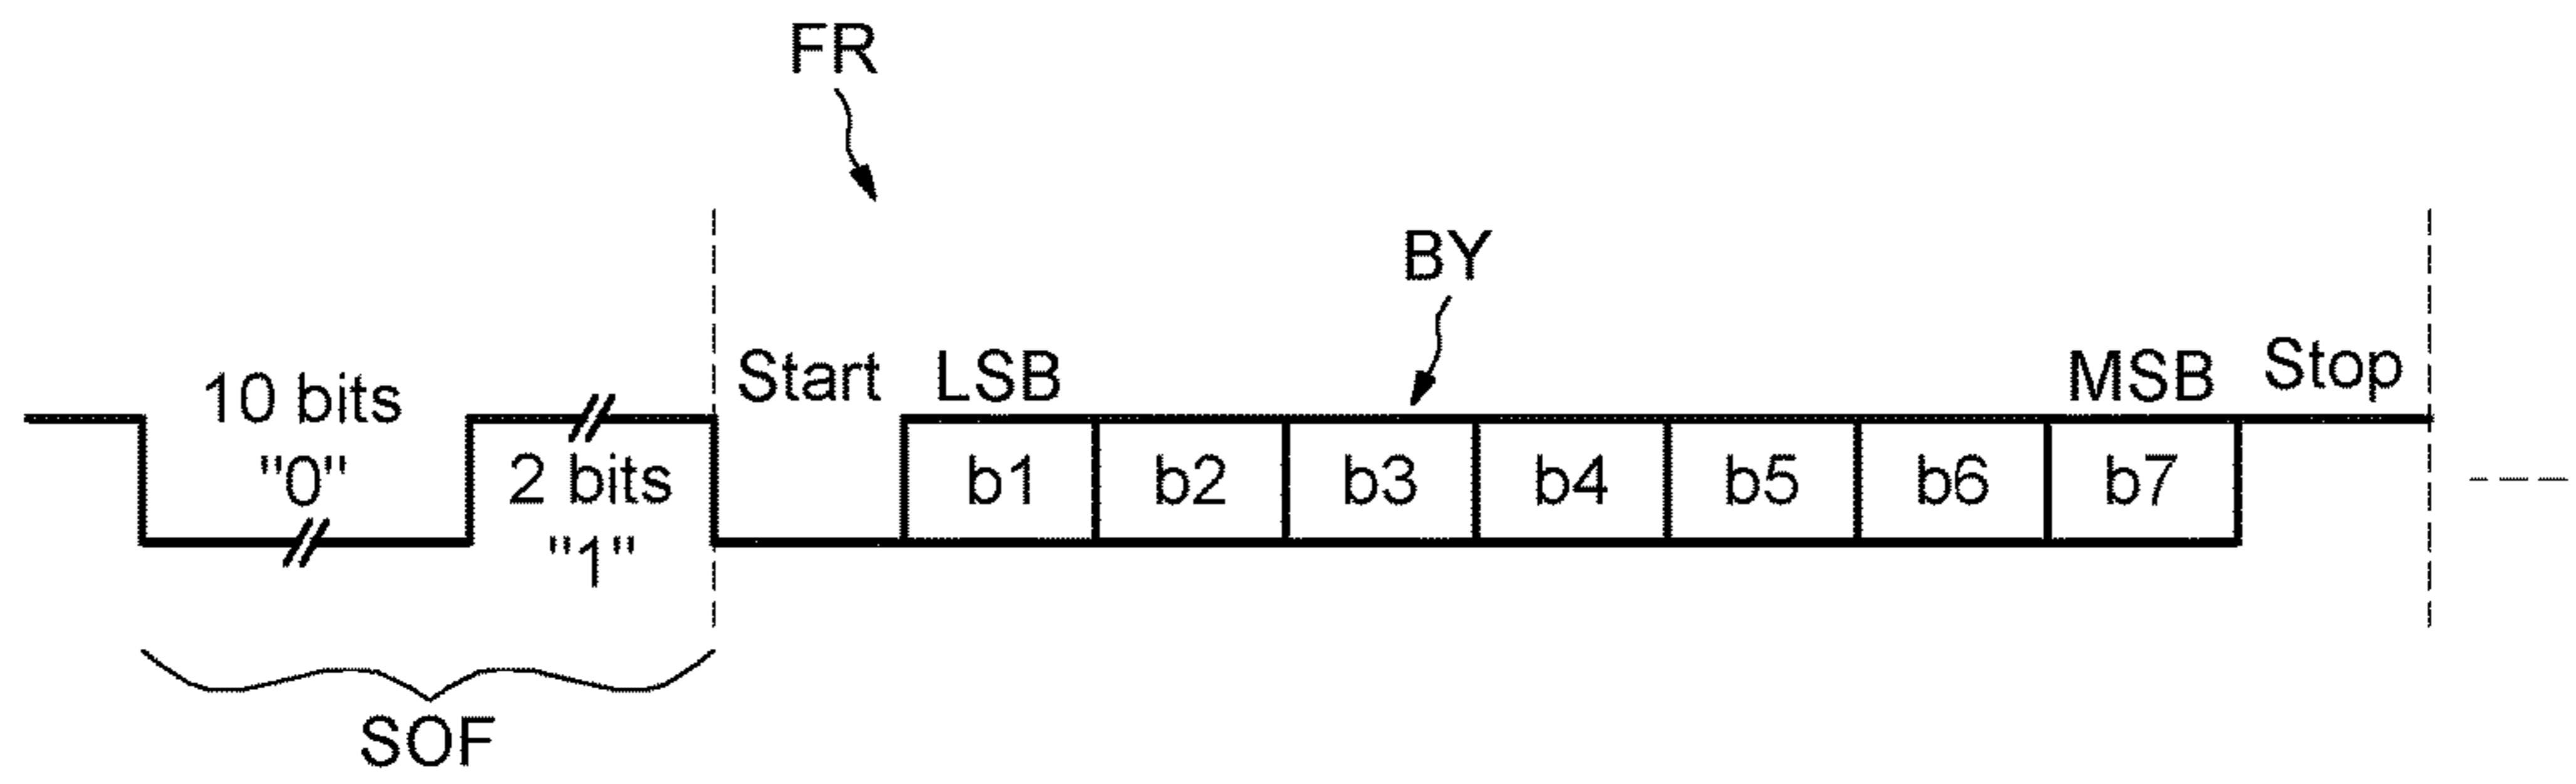 FR
BY
Start LSB MSB Stop
10 bits
"0"
2 bits
"1"
b1 b2 b3 b4 b5 b6 b7
SOF